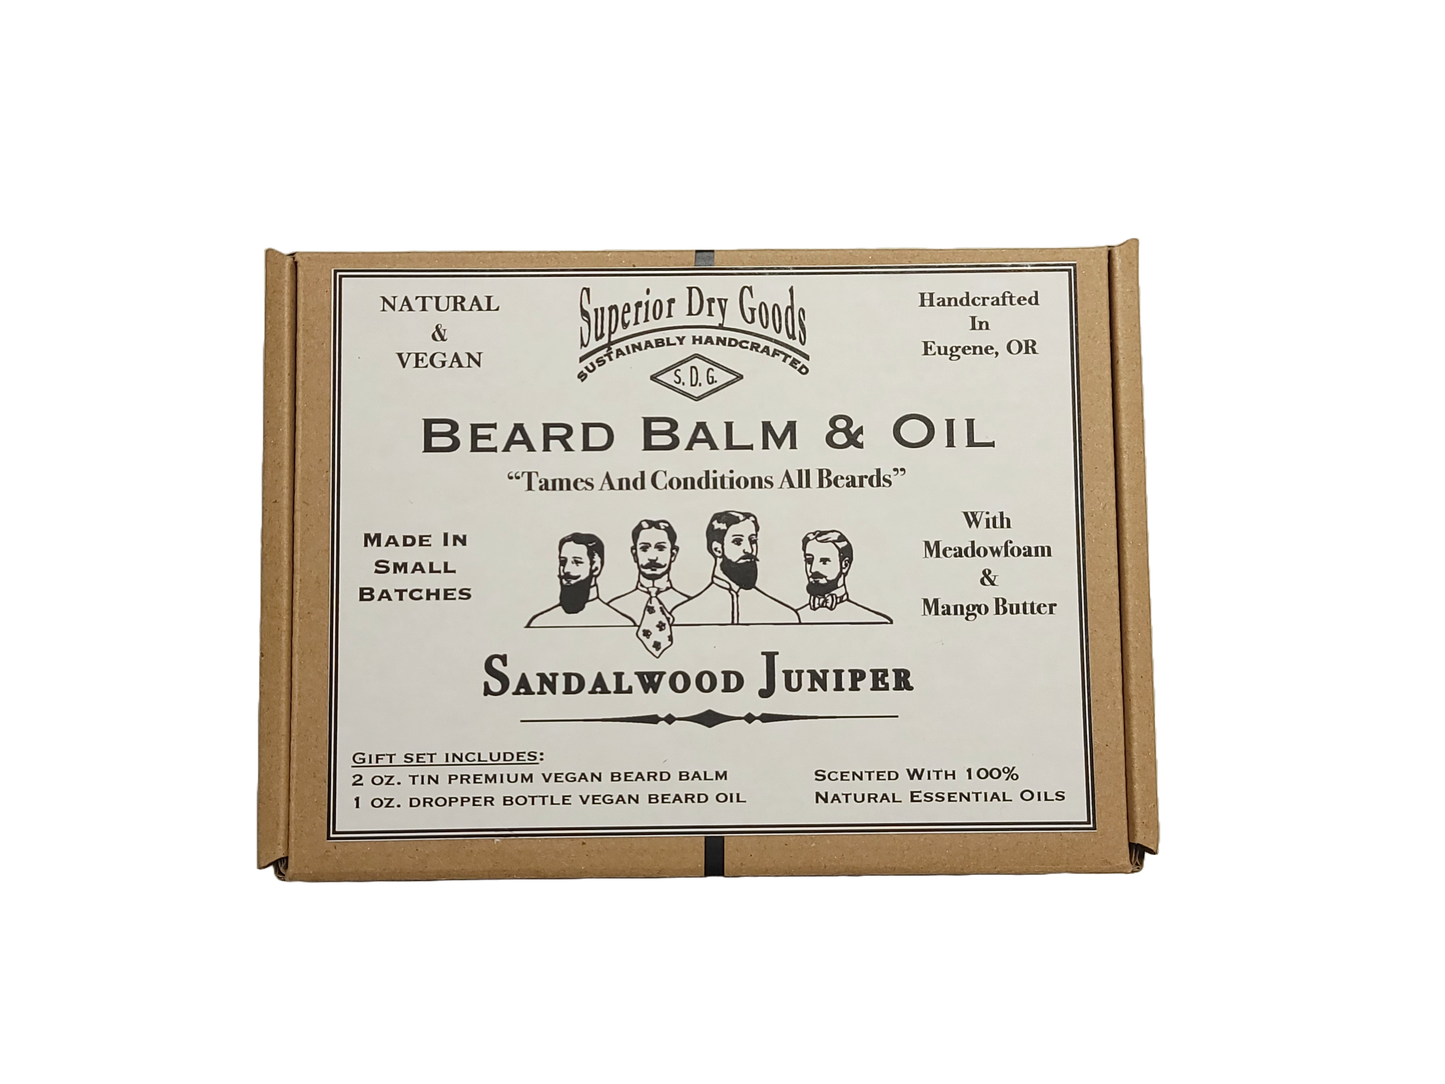 NATURAL
&
VEGAN
Superior Dry Goods
SUSTAINABLY HANDCRAFTED
S. D. G.
Handcrafted
In
Eugene, OR
BEARD BALM & OIL
“Tames And Conditions All Beards”
MADE IN
SMALL
BATCHES
With
Meadowfoam
&
Mango Butter
SANDALWOOD JUNIPER
GIFT SET INCLUDES:
2 OZ. TIN PREMIUM VEGAN BEARD BALM
1 OZ. DROPPER BOTTLE VEGAN BEARD OIL
SCENTED WITH 100%
NATURAL ESSENTIAL OILS